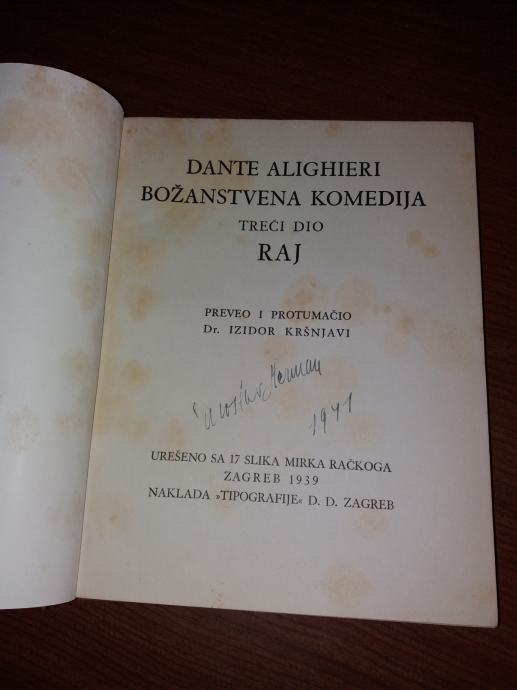 DANTE ALIGHIERI
BOŽANSTVENA KOMEDIJA
TREĆI DIO
RAJ
PREVEO I PROTUMAČIO
Dr. IZIDOR KRŠNJAVI
1941
UREŠENO SA 17 SLIKA MIRKA RAČKOGA
ZAGREB 1939
NAKLADA »TIPOGRAFIJE« D. D. ZAGREB